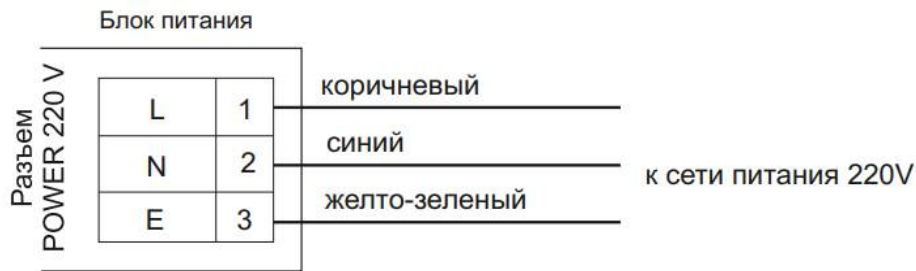 Блок питания
Разъем
POWER 220 V
L 1 коричневый
N 2 синий
E 3 желто-зеленый
к сети питания 220V